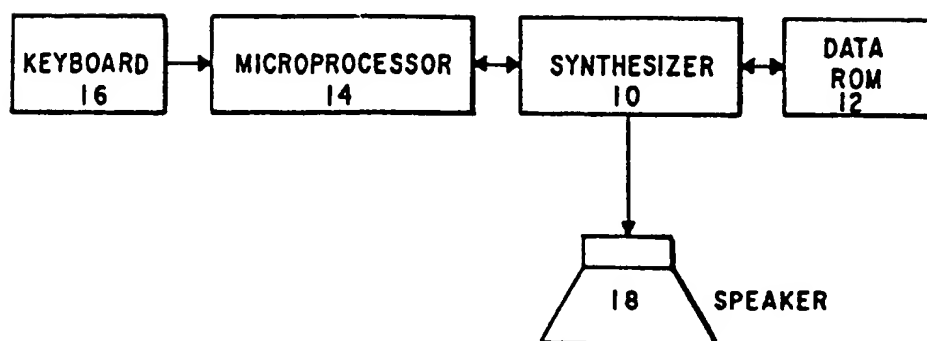 KEYBOARD
16
MICROPROCESSOR
14
SYNTHESIZER
10
DATA
ROM
12
18
SPEAKER